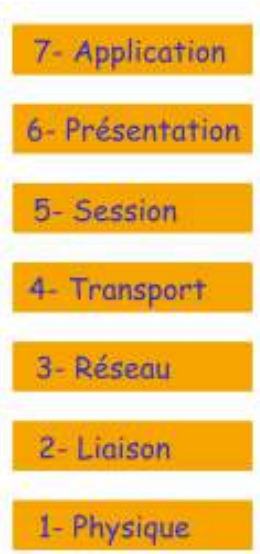 7- Application
6- Présentation
5- Session
4- Transport
3- Réseau
2- Liaison
1- Physique